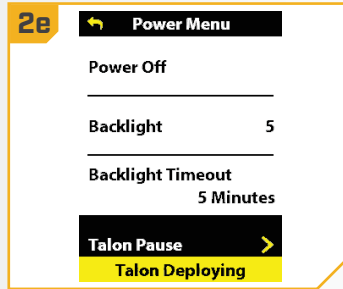 2e
Power Menu
Power Off
Backlight 5
Backlight Timeout
5 Minutes
Talon Pause
Talon Deploying